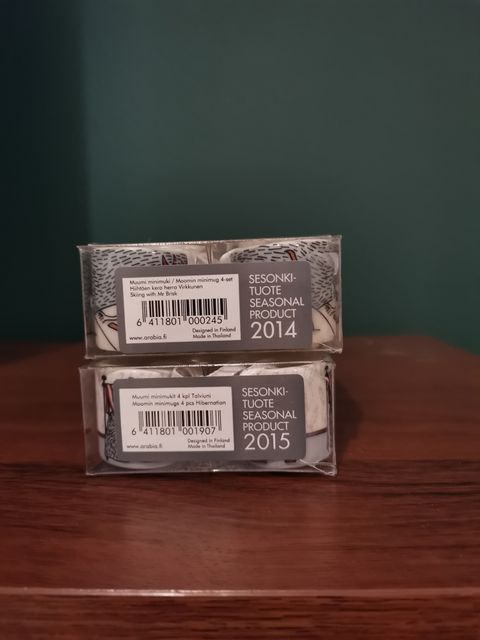 Muumi minimuki / Moomin minimug 4-set
Hiihtäen kera herra Virkkunen
Skiing with Mr Brisk
6 411801 000245
Designed in Finland
www.arabia.fi Made in Thailand
SESONKI-
TUOTE
SEASONAL
PRODUCT
2014
Muumi minimukit 4 kpl Talviuni
Moomin minimugs 4 pcs Hibernation
6 411801 001907
Designed in Finland
www.arabia.fi Made in Thailand
SESONKI-
TUOTE
SEASONAL
PRODUCT
2015